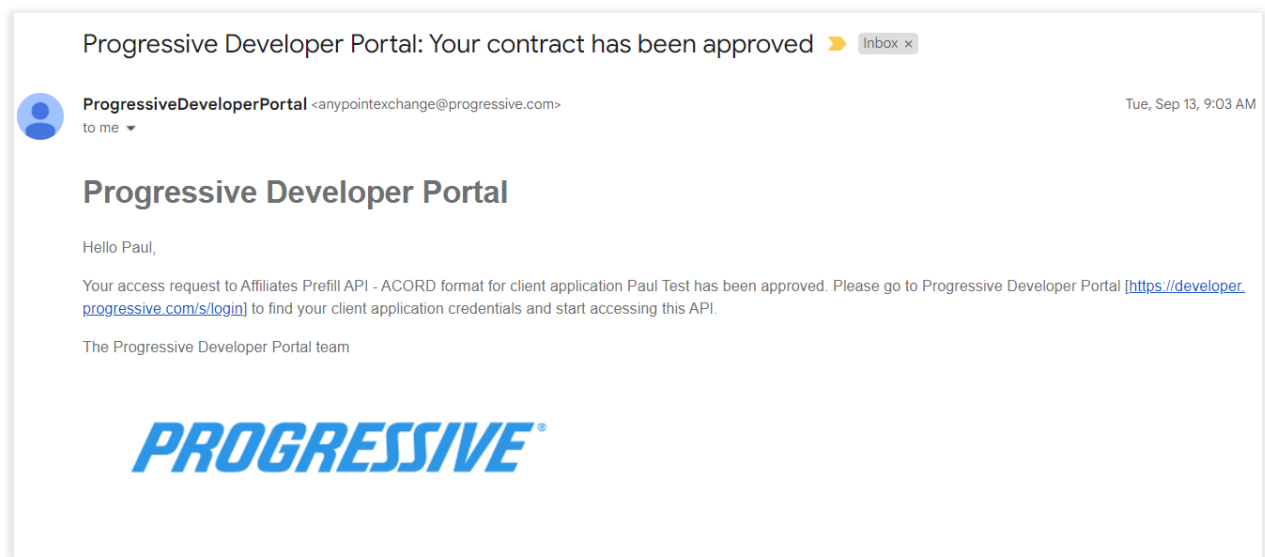 Progressive Developer Portal: Your contract has been approved Inbox x
ProgressiveDeveloperPortal <anypointexchange@progressive.com> Tue, Sep 13, 9:03 AM
to me
Progressive Developer Portal
Hello Paul,
Your access request to Affiliates Prefill API - ACORD format for client application Paul Test has been approved. Please go to Progressive Developer Portal [https://developer.
progressive.com/s/login] to find your client application credentials and start accessing this API.
The Progressive Developer Portal team
PROGRESSIVE®